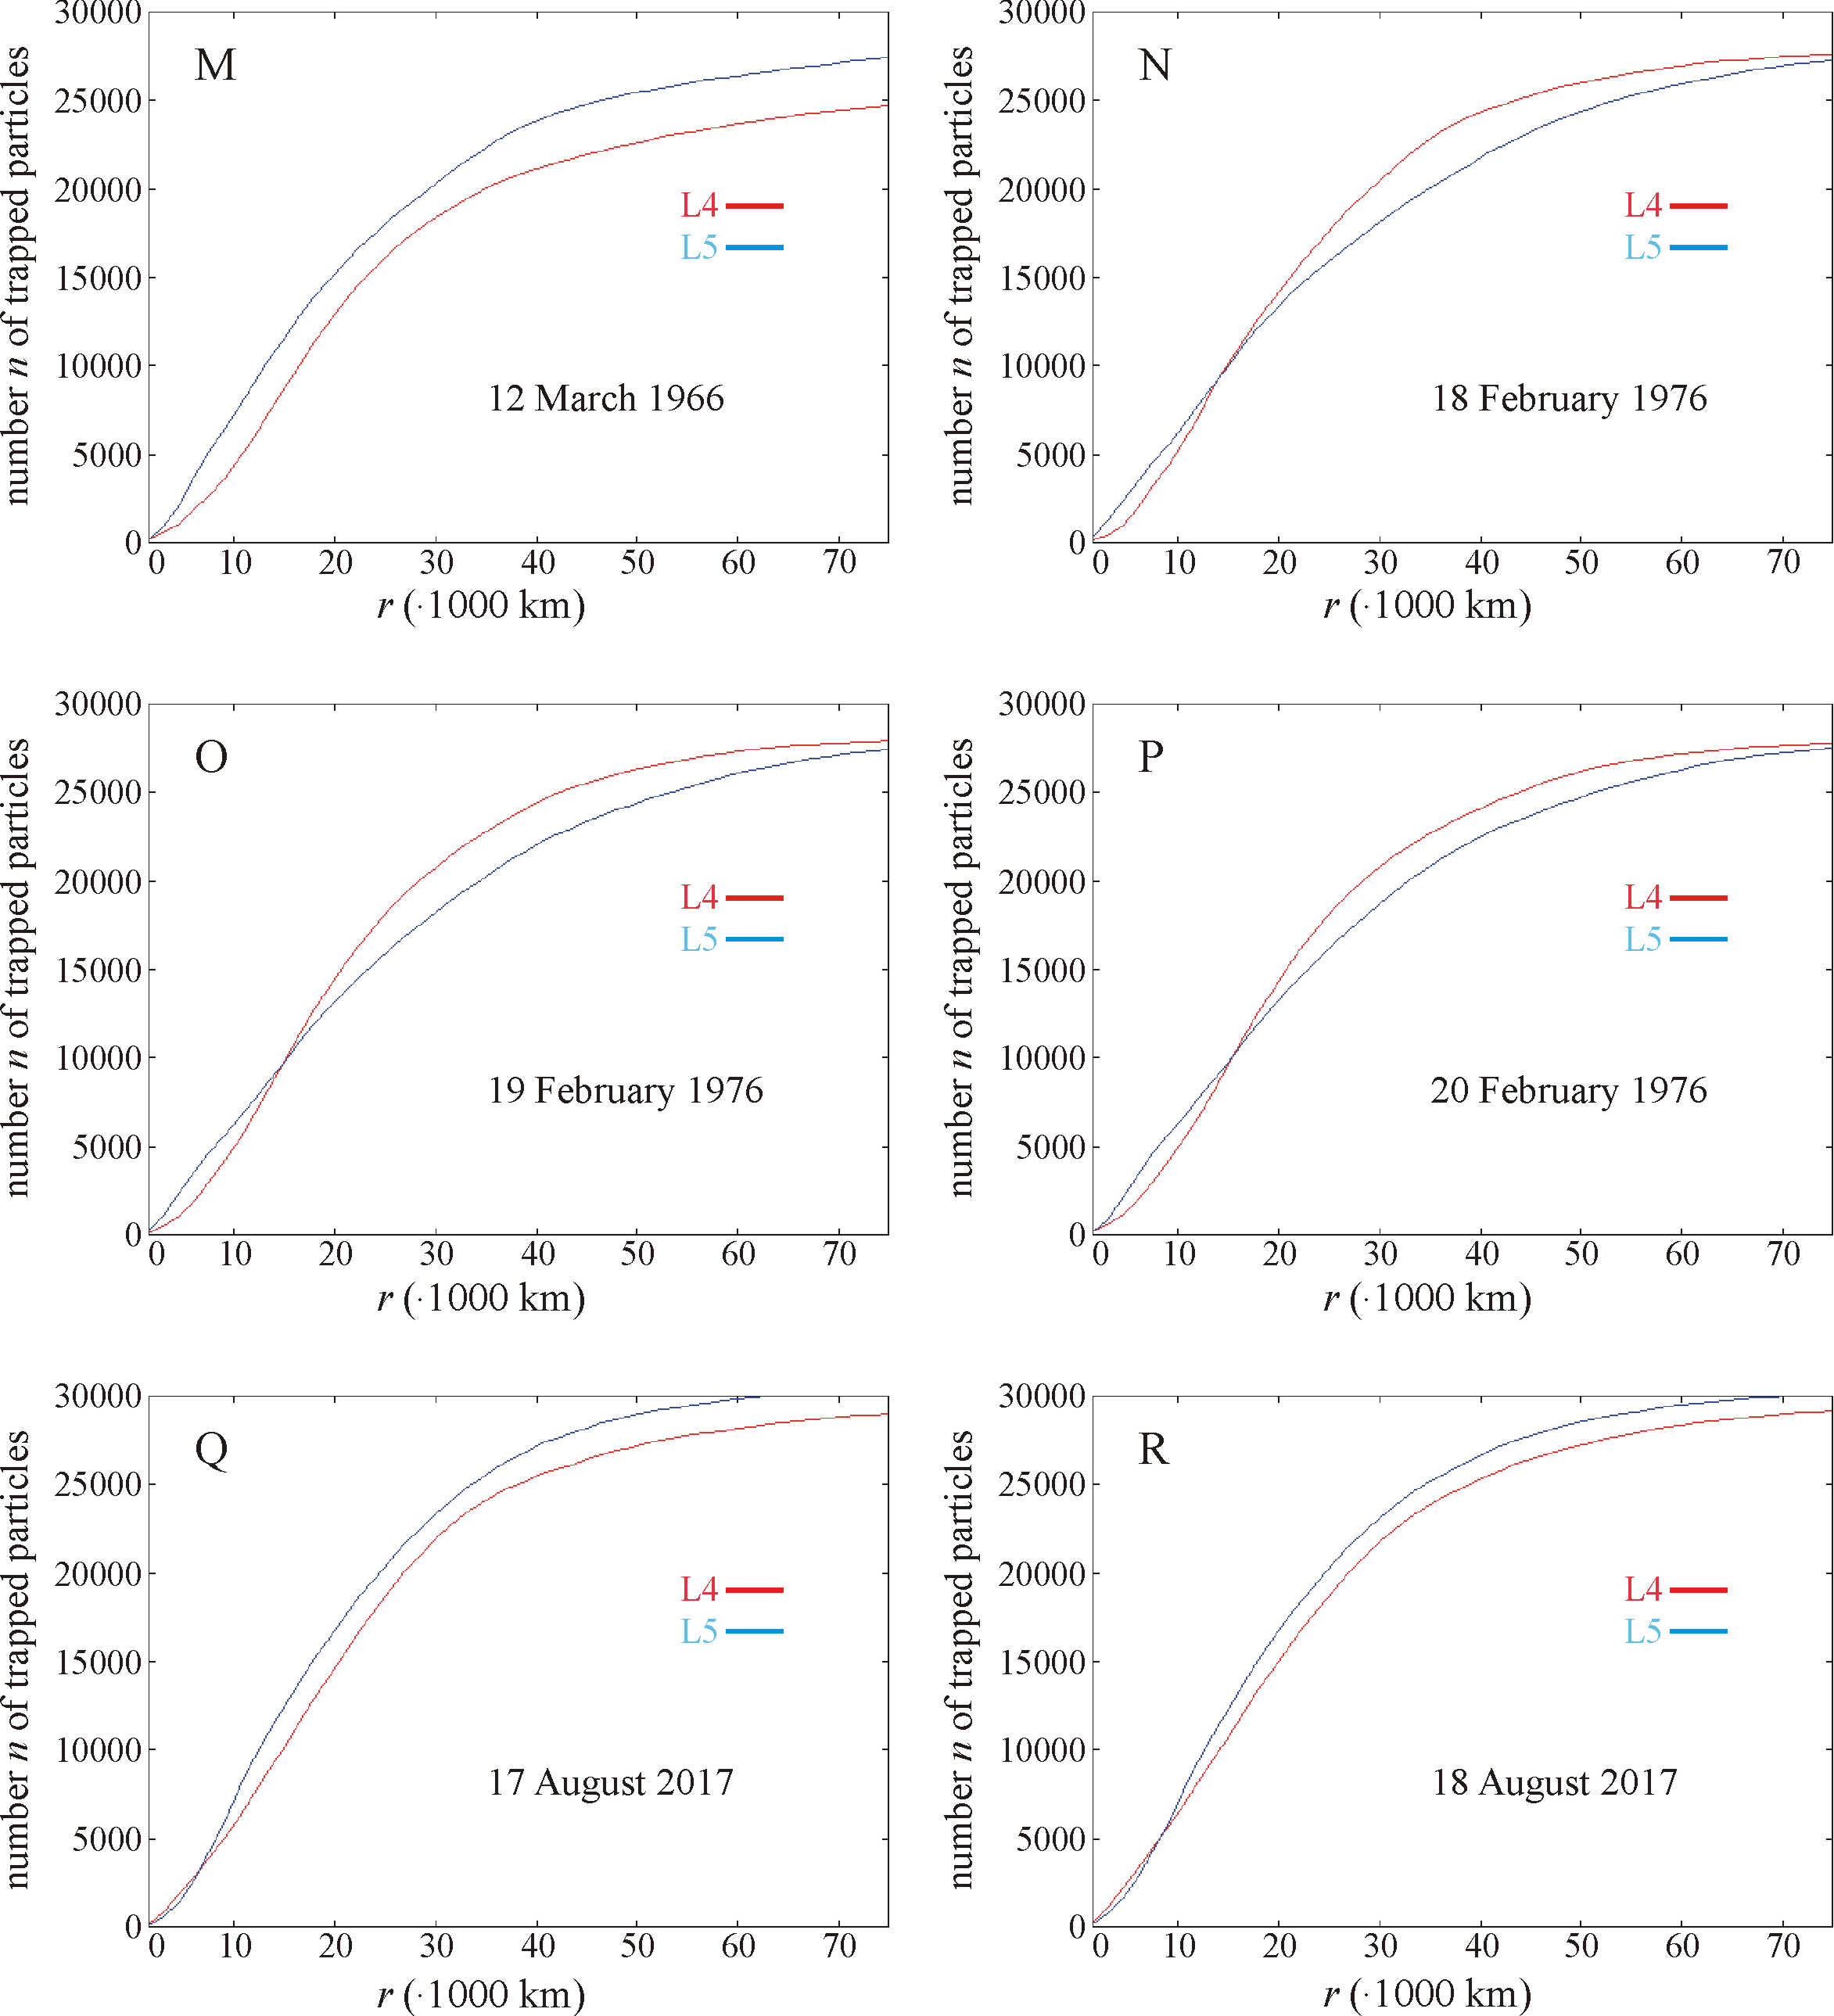 M
number n of trapped particles
30000
25000
20000
15000
10000
5000
0
L4
L5
12 March 1966
0 10 20 30 40 50 60 70
r (·1000 km)
N
number n of trapped particles
30000
25000
20000
15000
10000
5000
0
L4
L5
18 February 1976
0 10 20 30 40 50 60 70
r (·1000 km)
O
number n of trapped particles
30000
25000
20000
15000
10000
5000
0
L4
L5
19 February 1976
0 10 20 30 40 50 60 70
r (·1000 km)
P
number n of trapped particles
30000
25000
20000
15000
10000
5000
0
L4
L5
20 February 1976
0 10 20 30 40 50 60 70
r (·1000 km)
Q
number n of trapped particles
30000
25000
20000
15000
10000
5000
0
L4
L5
17 August 2017
0 10 20 30 40 50 60 70
r (·1000 km)
R
number n of trapped particles
30000
25000
20000
15000
10000
5000
0
L4
L5
18 August 2017
0 10 20 30 40 50 60 70
r (·1000 km)